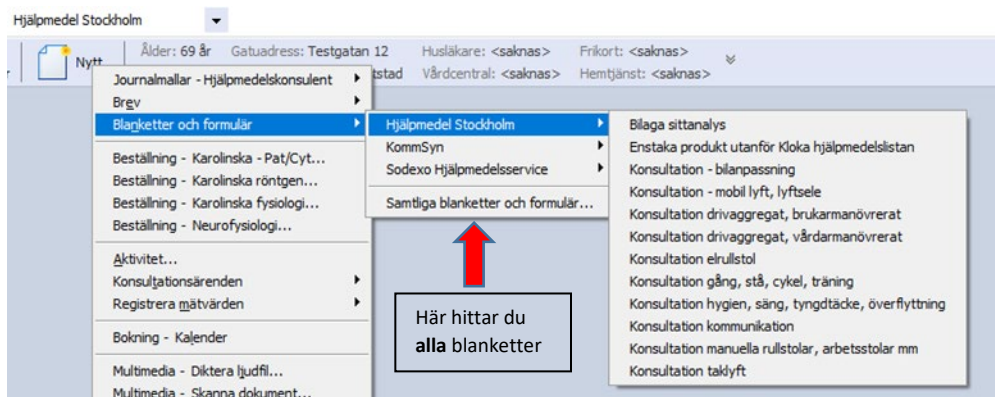 Hjälpmedel Stockholm
Nytt
Ålder: 69 år Gatuadress: Testgatan 12 Husläkare: <saknas> Frikort: <saknas>
tstad Vårdcentral: <saknas> Hemtjänst: <saknas>
Journalmallar - Hjälpmedelskonsulent
Brev
Blanketter och formulär
Beställning - Karolinska - Pat/Cyt...
Beställning - Karolinska röntgen...
Beställning - Karolinska fysiologi...
Beställning - Neurofysiologi...
Aktivitet...
Konsultationsärenden
Registrera mätvärden
Bokning - Kalender
Multimedia - Diktera ljudfil...
Multimedia - Skanna dokument...
Hjälpmedel Stockholm
KommSyn
Sodexo Hjälpmedelsservice
Samtliga blanketter och formulär...
Här hittar du
alla blanketter
Bilaga sittanalys
Enstaka produkt utanför Kloka hjälpmedelslistan
Konsultation - bilanpassning
Konsultation - mobil lyft, lyftsele
Konsultation drivaggregat, brukarmanövrerat
Konsultation drivaggregat, vårdarmanövrerat
Konsultation elrullstol
Konsultation gång, stå, cykel, träning
Konsultation hygien, säng, tyngdtäcke, överflyttning
Konsultation kommunikation
Konsultation manuella rullstolar, arbetsstolar mm
Konsultation taklyft